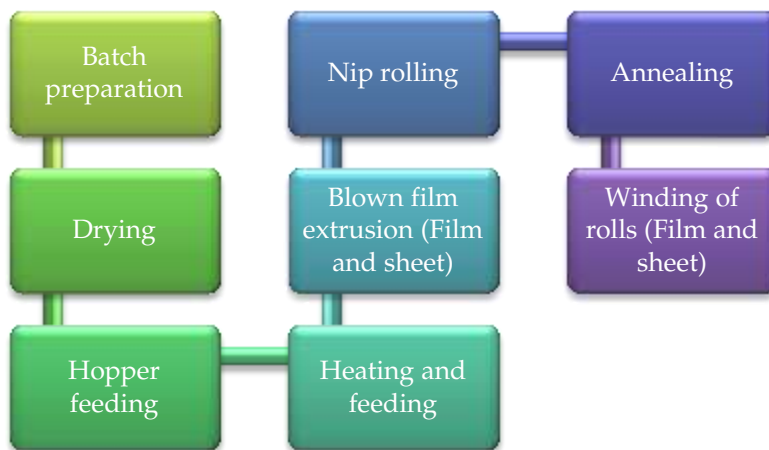 Batch
preparation
Drying
Hopper
feeding
Heating and
feeding
Blown film
extrusion (Film
and sheet)
Nip rolling
Annealing
Winding of
rolls (Film and
sheet)